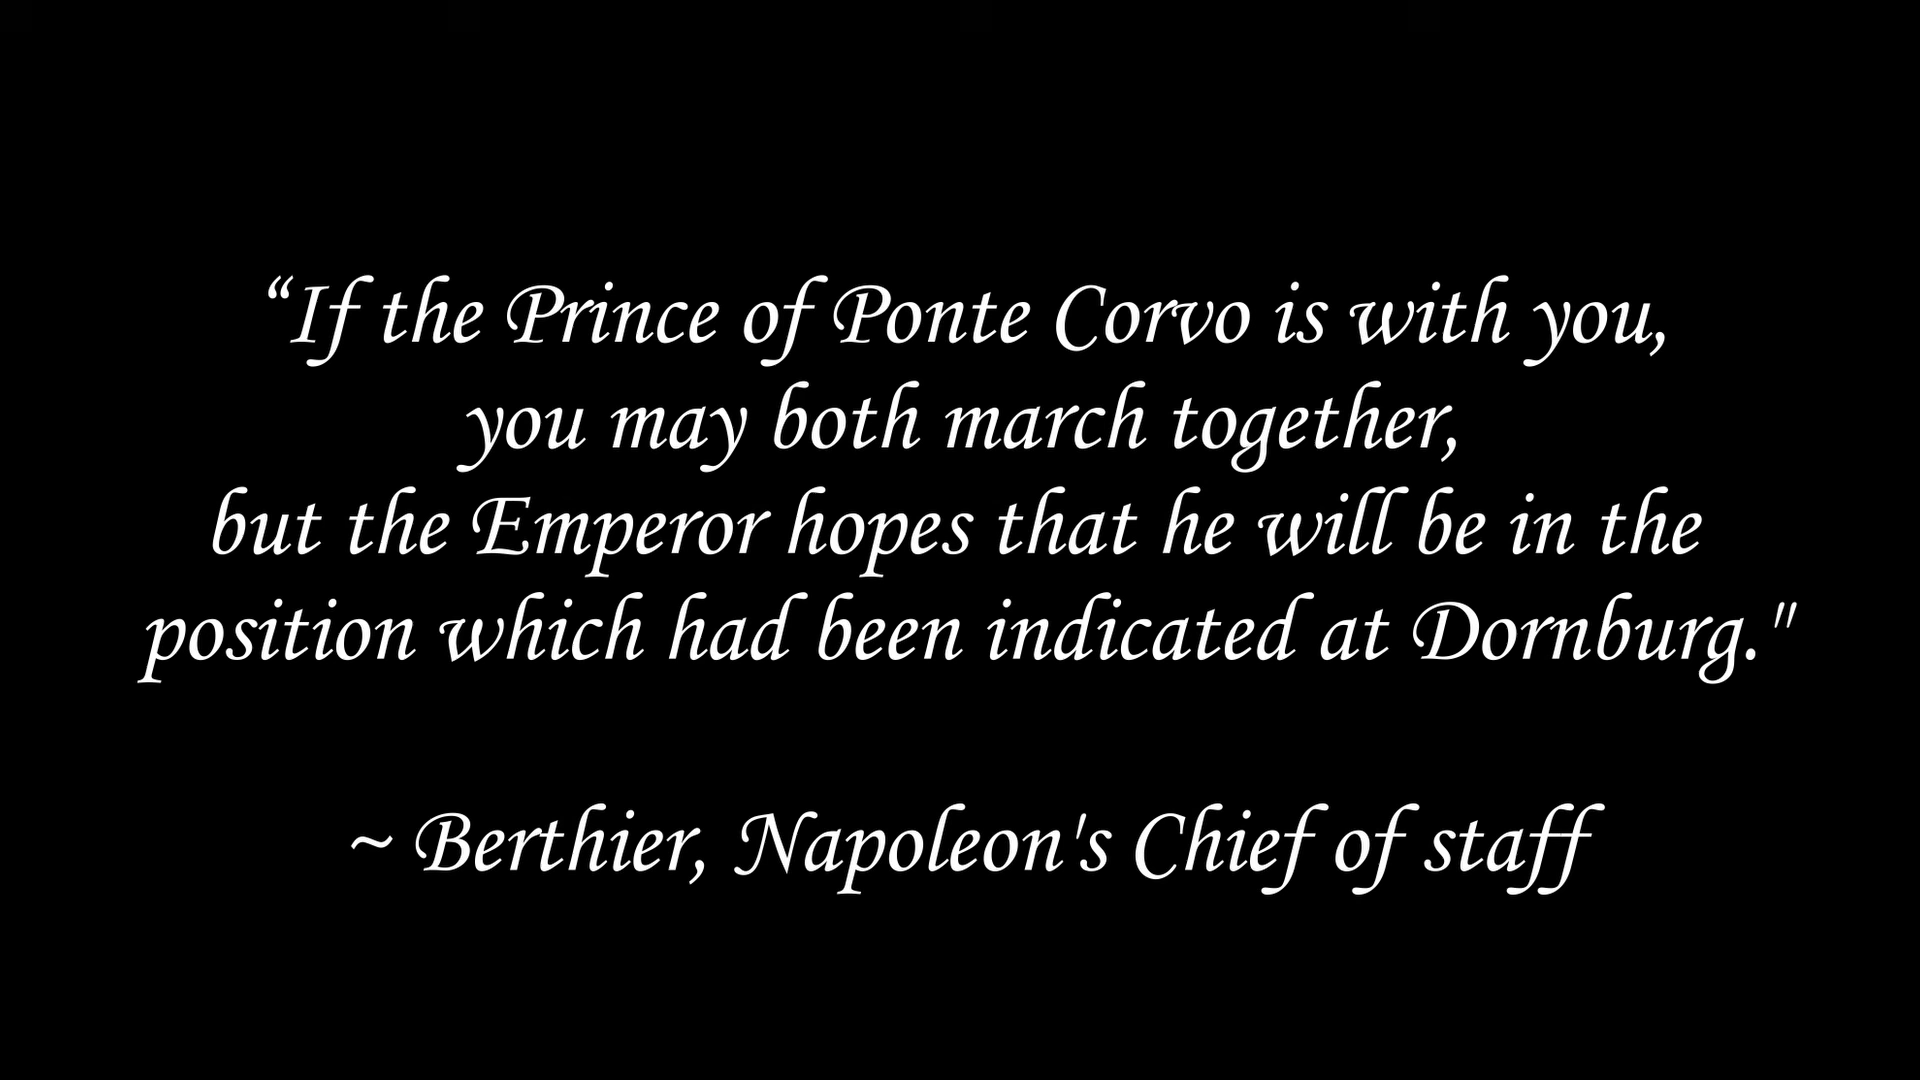 “If the Prince of Ponte Corvo is with you,
you may both march together,
but the Emperor hopes that he will be in the
position which had been indicated at Dornburg."
~ Berthier, Napoleon's Chief of staff